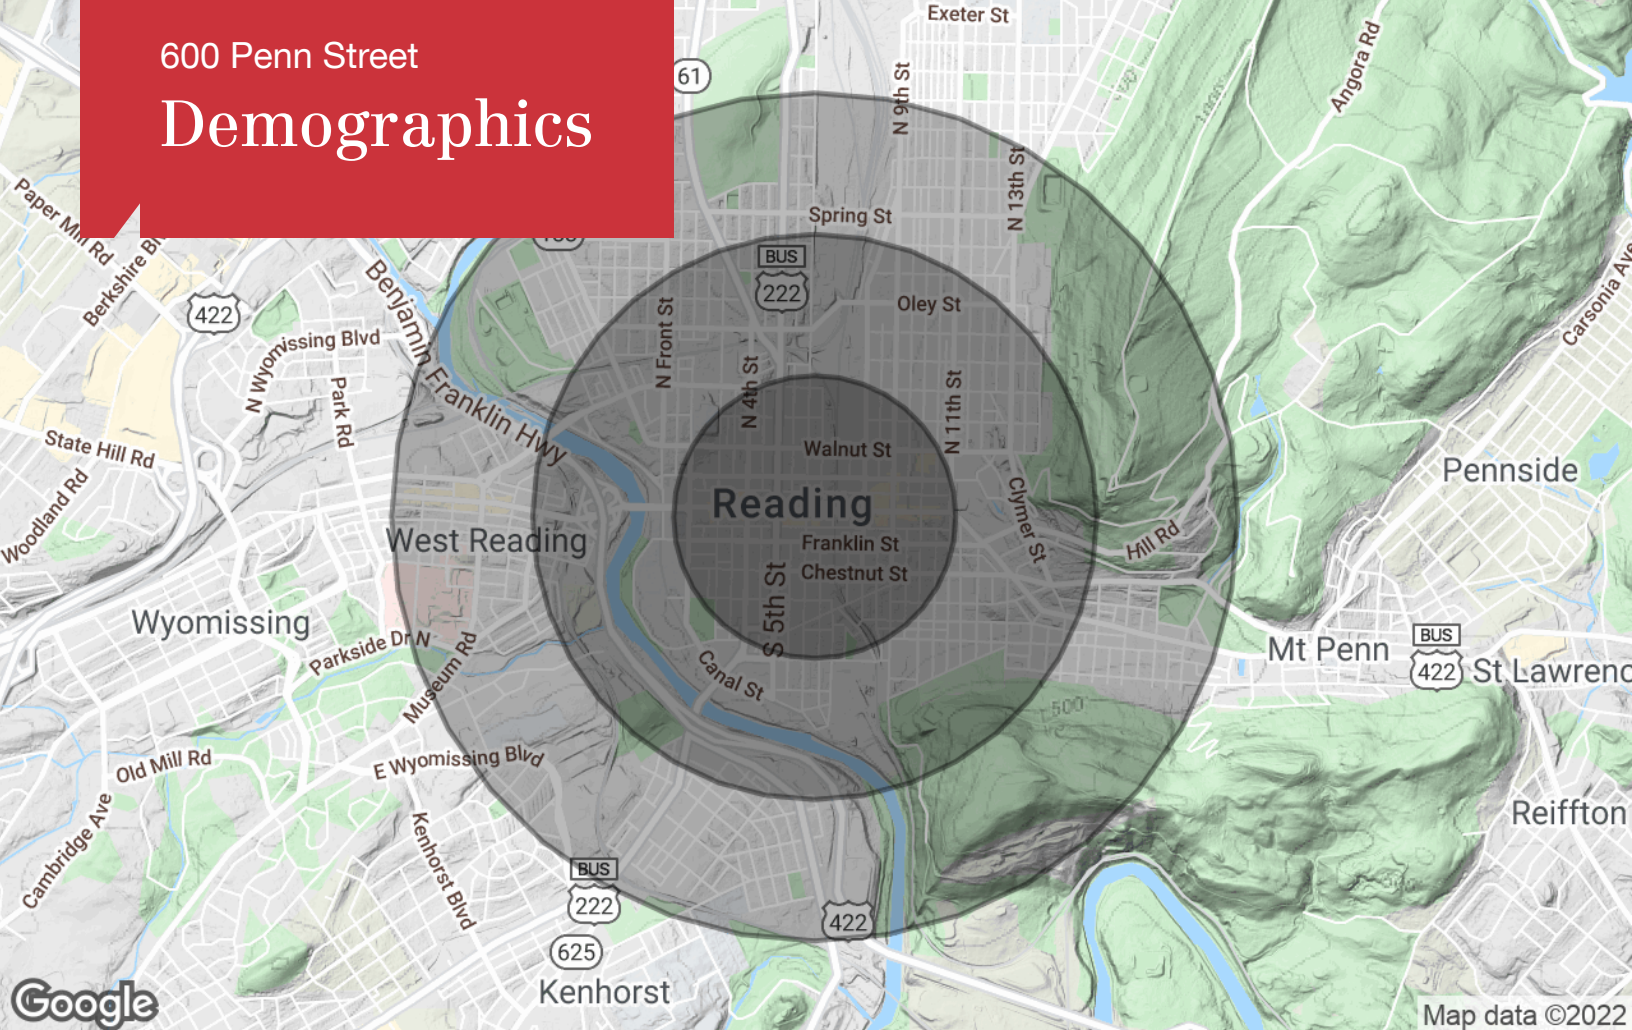 600 Penn Street
Demographics
Exeter St
61
N 9th St
Angora Rd
N 13th St
Spring St
Paper Mill Rd
BUS
222
422
Benjamin Franklin Hwy
N Wyomissing Blvd
N Front St
Oley St
Carsonia Ave
Park Rd
N 4th St
N 11th St
State Hill Rd
Walnut St
Pennside
Woodland Rd
Reading
Clymer St
West Reading
Franklin St
Hill Rd
Chestnut St
S 5th St
Wyomissing
Parkside Dr N
Museum Rd
Canal St
Mt Penn
BUS
422
St Lawrenc
500
Old Mill Rd
E Wyomissing Blvd
Cambridge Ave
Kenhorst Blvd
Reiffton
BUS
222
422
625
Kenhorst
Google
Map data ©2022